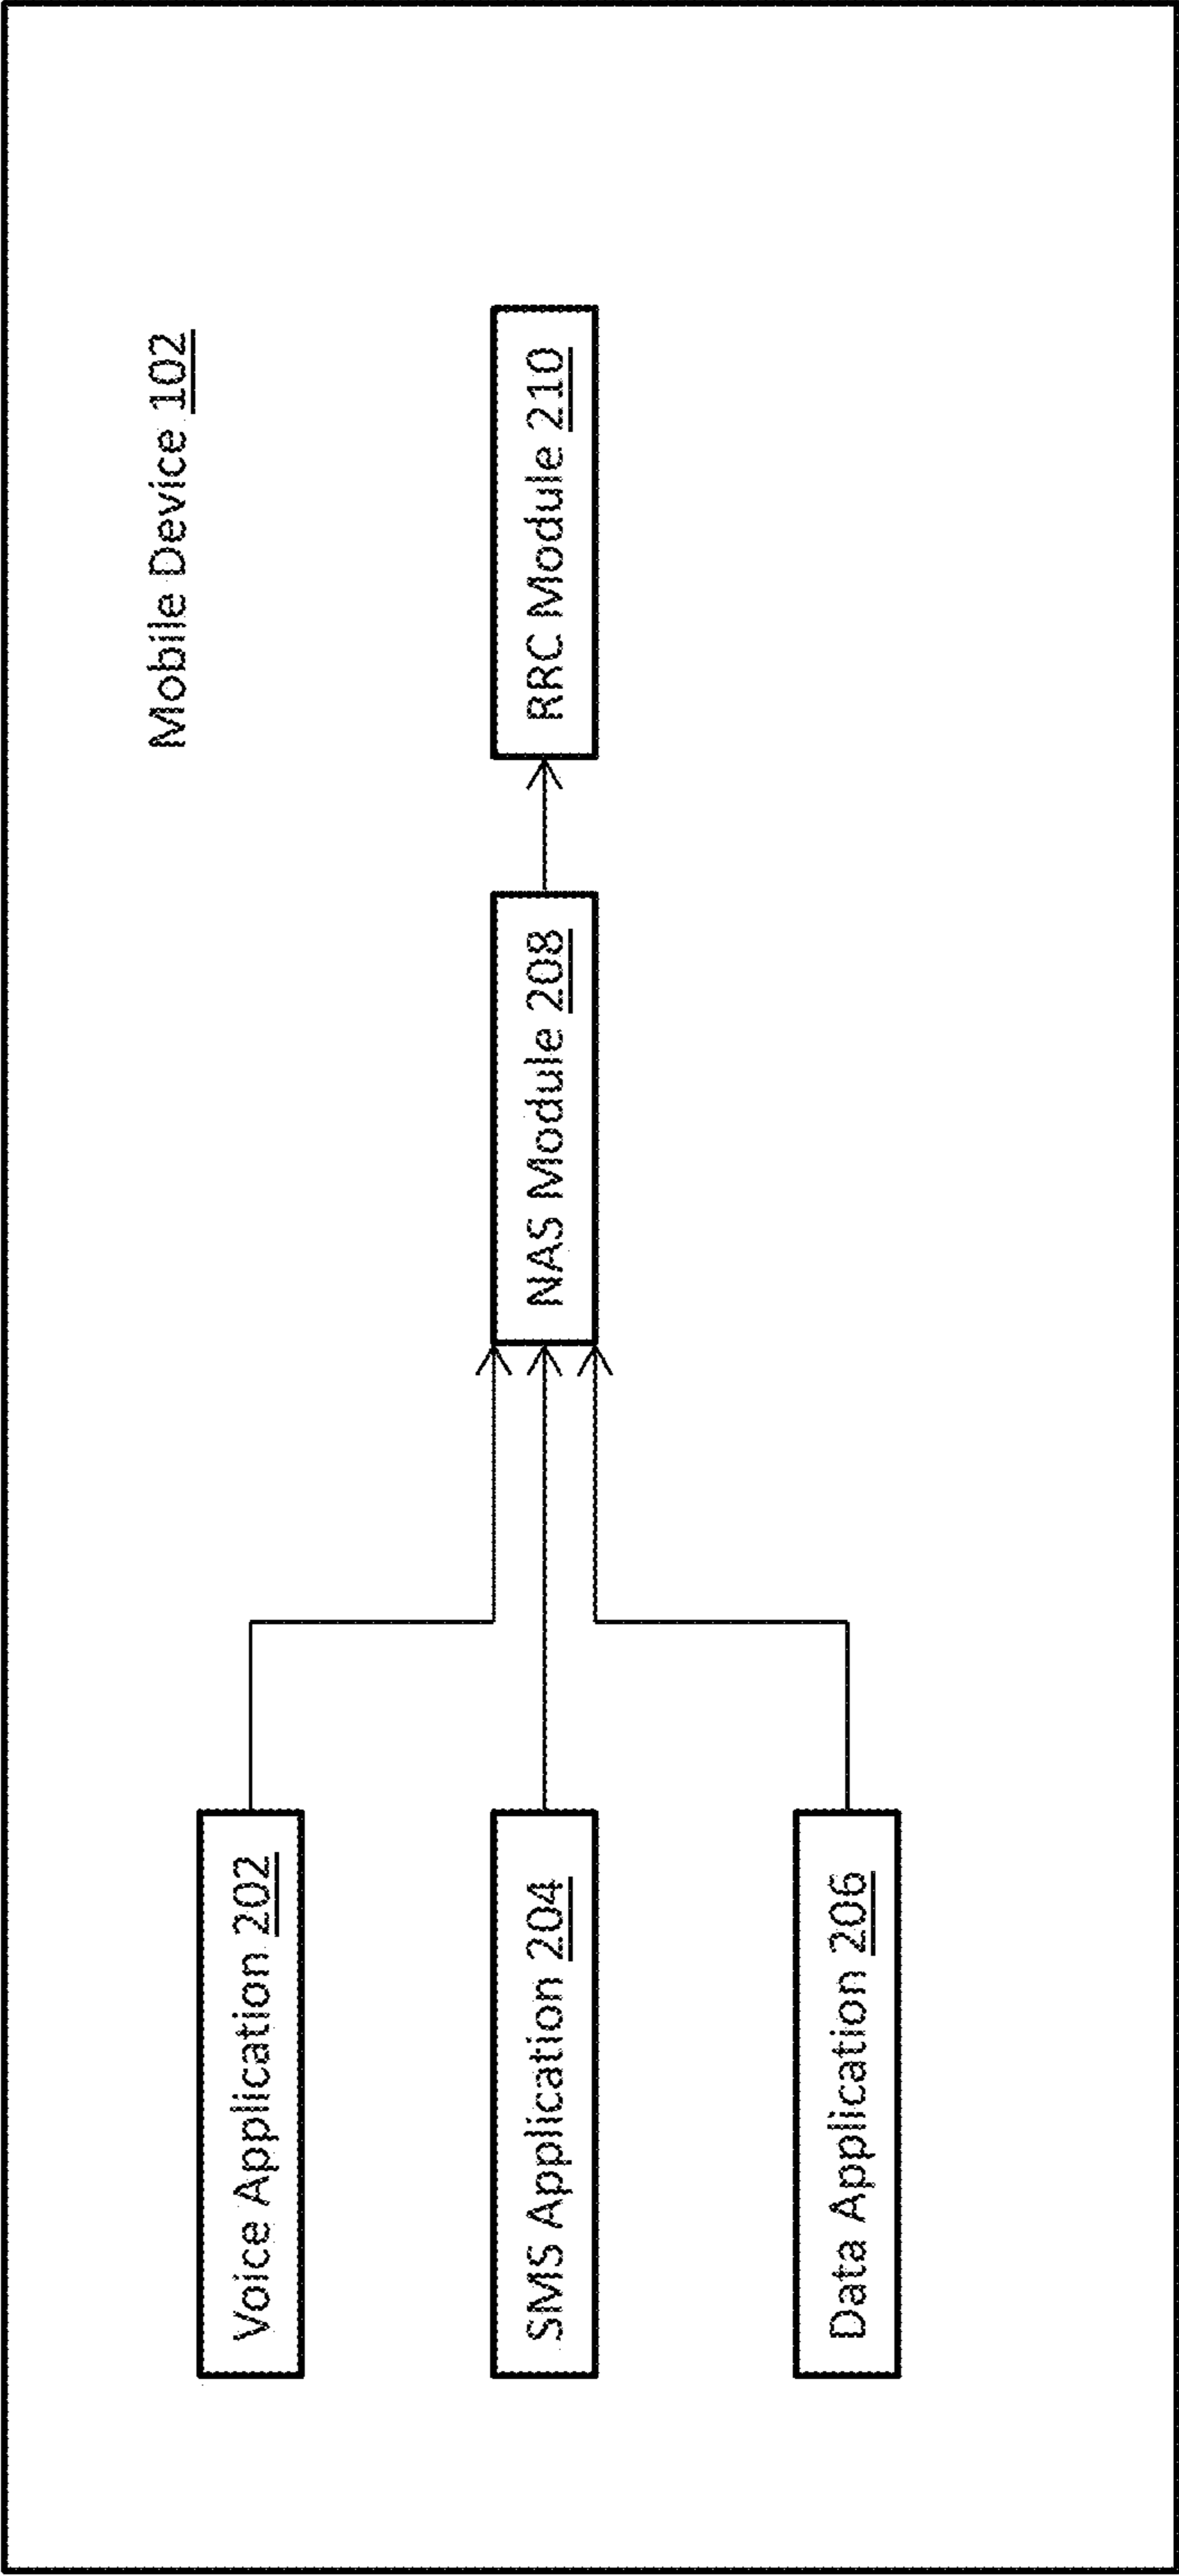 Mobile Device 102
Voice Application 202
SMS Application 204
Data Application 206
NAS Module 208
RRC Module 210